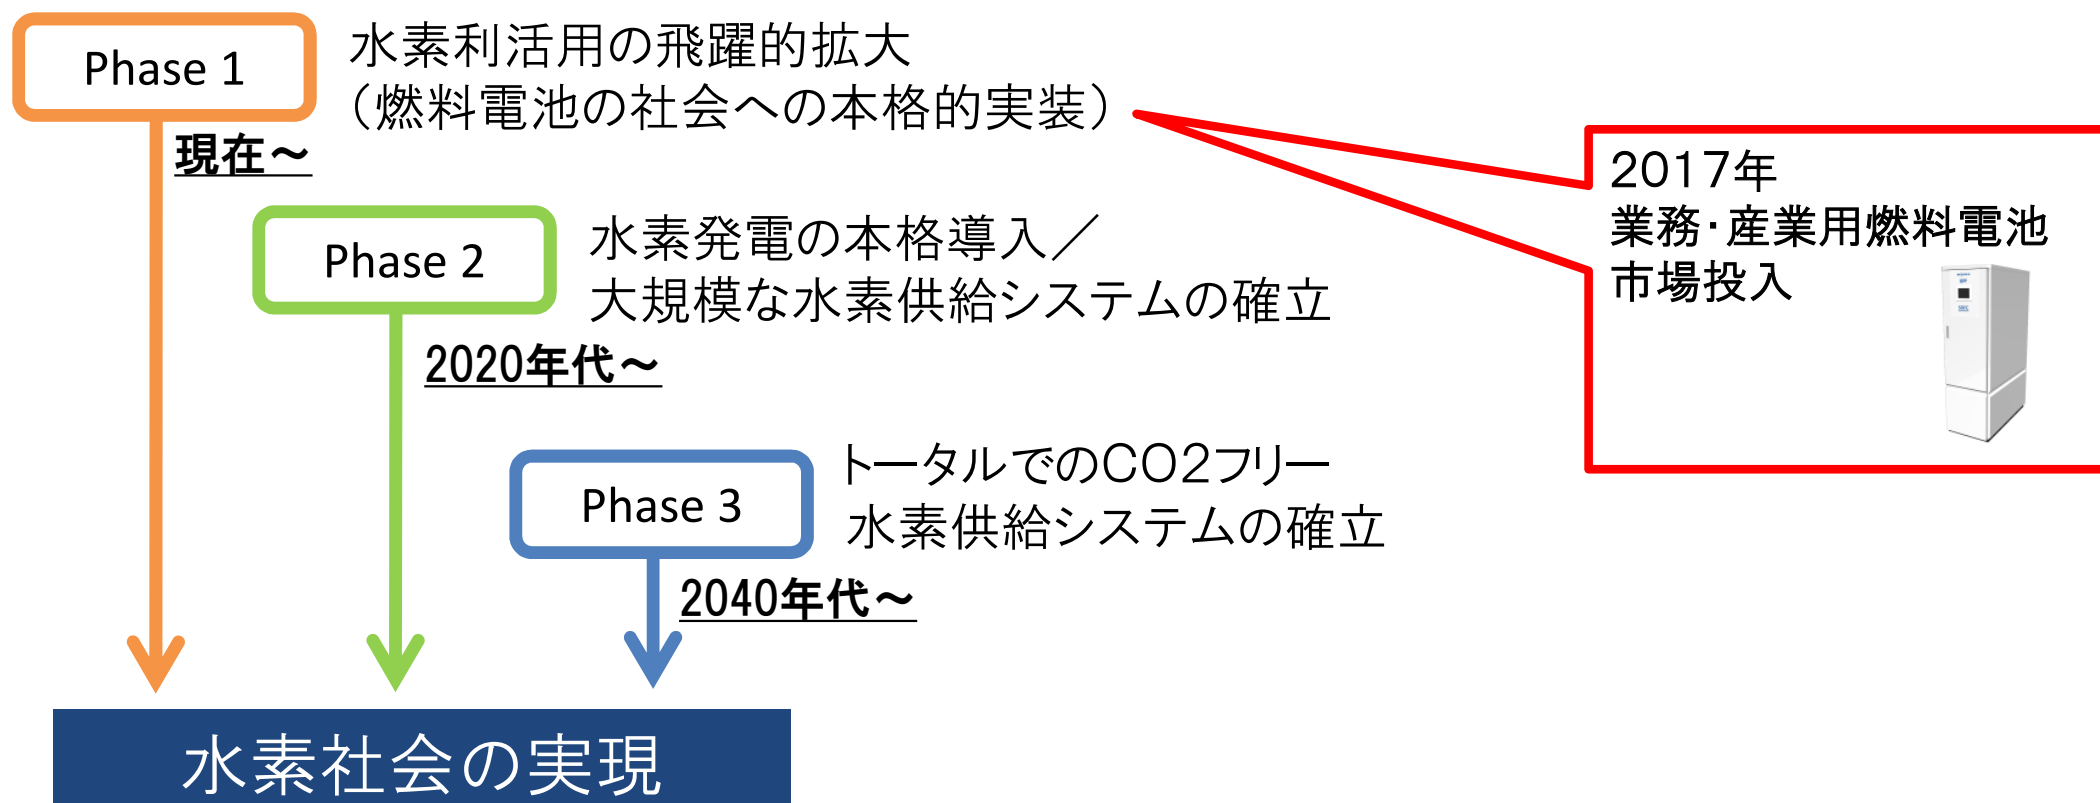 Phase 1
水素利活用の飛躍的拡大
（燃料電池の社会への本格的実装）
現在～
2017年
業務・産業用燃料電池
市場投入
Phase 2
水素発電の本格導入／
大規模な水素供給システムの確立
2020年代～
Phase 3
トータルでのCO2フリー
水素供給システムの確立
2040年代～
水素社会の実現